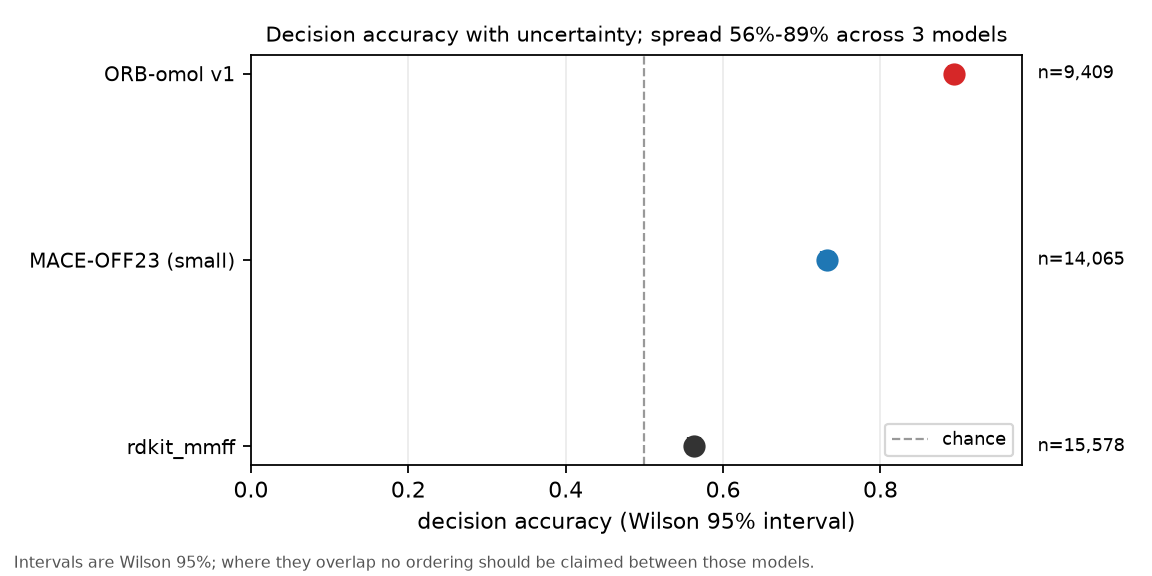 Decision accuracy with uncertainty; spread 56%-89% across 3 models
ORB-omol v1
n=9,409
MACE-OFF23 (small)
n=14,065
rdkit_mmff
n=15,578
chance
0.0 0.2 0.4 0.6 0.8
decision accuracy (Wilson 95% interval)
Intervals are Wilson 95%; where they overlap no ordering should be claimed between those models.